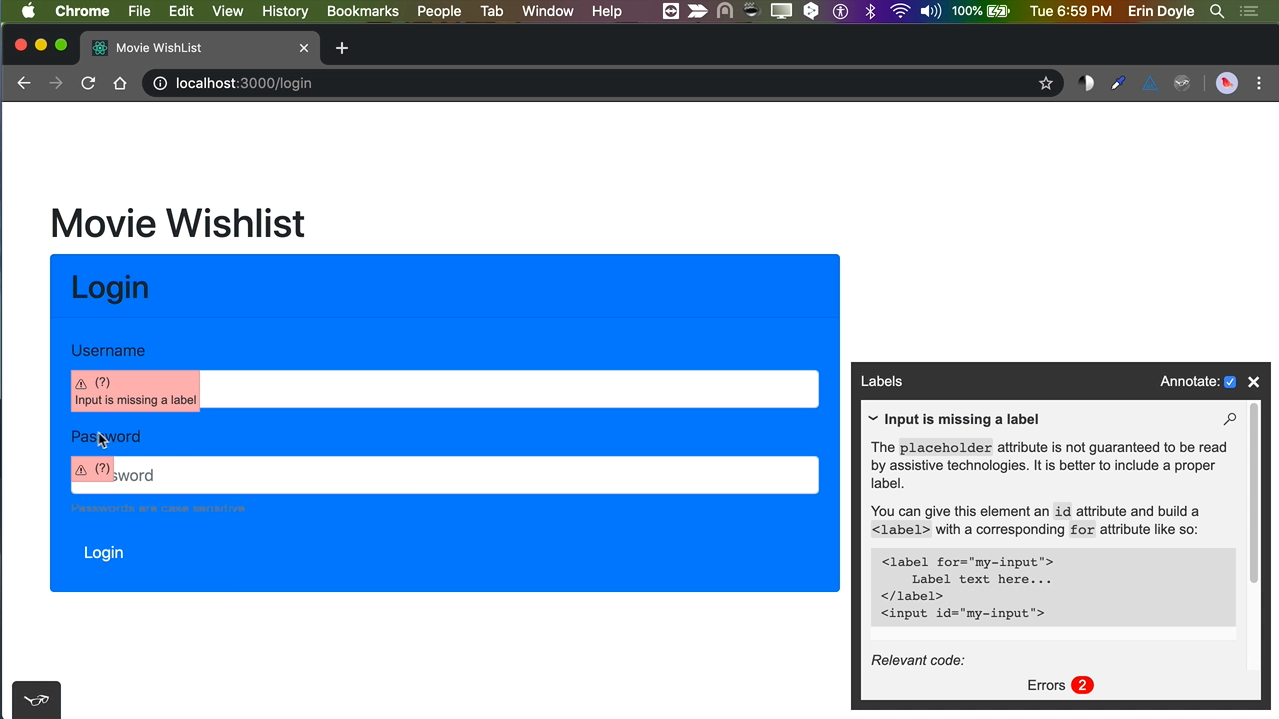 Chrome File Edit View History Bookmarks People Tab Window Help 100% Tue 6:59 PM Erin Doyle
Movie WishList
localhost:3000/login
Movie Wishlist
Login
Username
(?)
Input is missing a label
Password
(?) sword
Passwords are case sensitive
Login
Labels Annotate:
Input is missing a label
The placeholder attribute is not guaranteed to be read
by assistive technologies. It is better to include a proper
label.
You can give this element an id attribute and build a
<label> with a corresponding for attribute like so:
<label for="my-input">
Label text here...
</label>
<input id="my-input">
Relevant code:
Errors 2